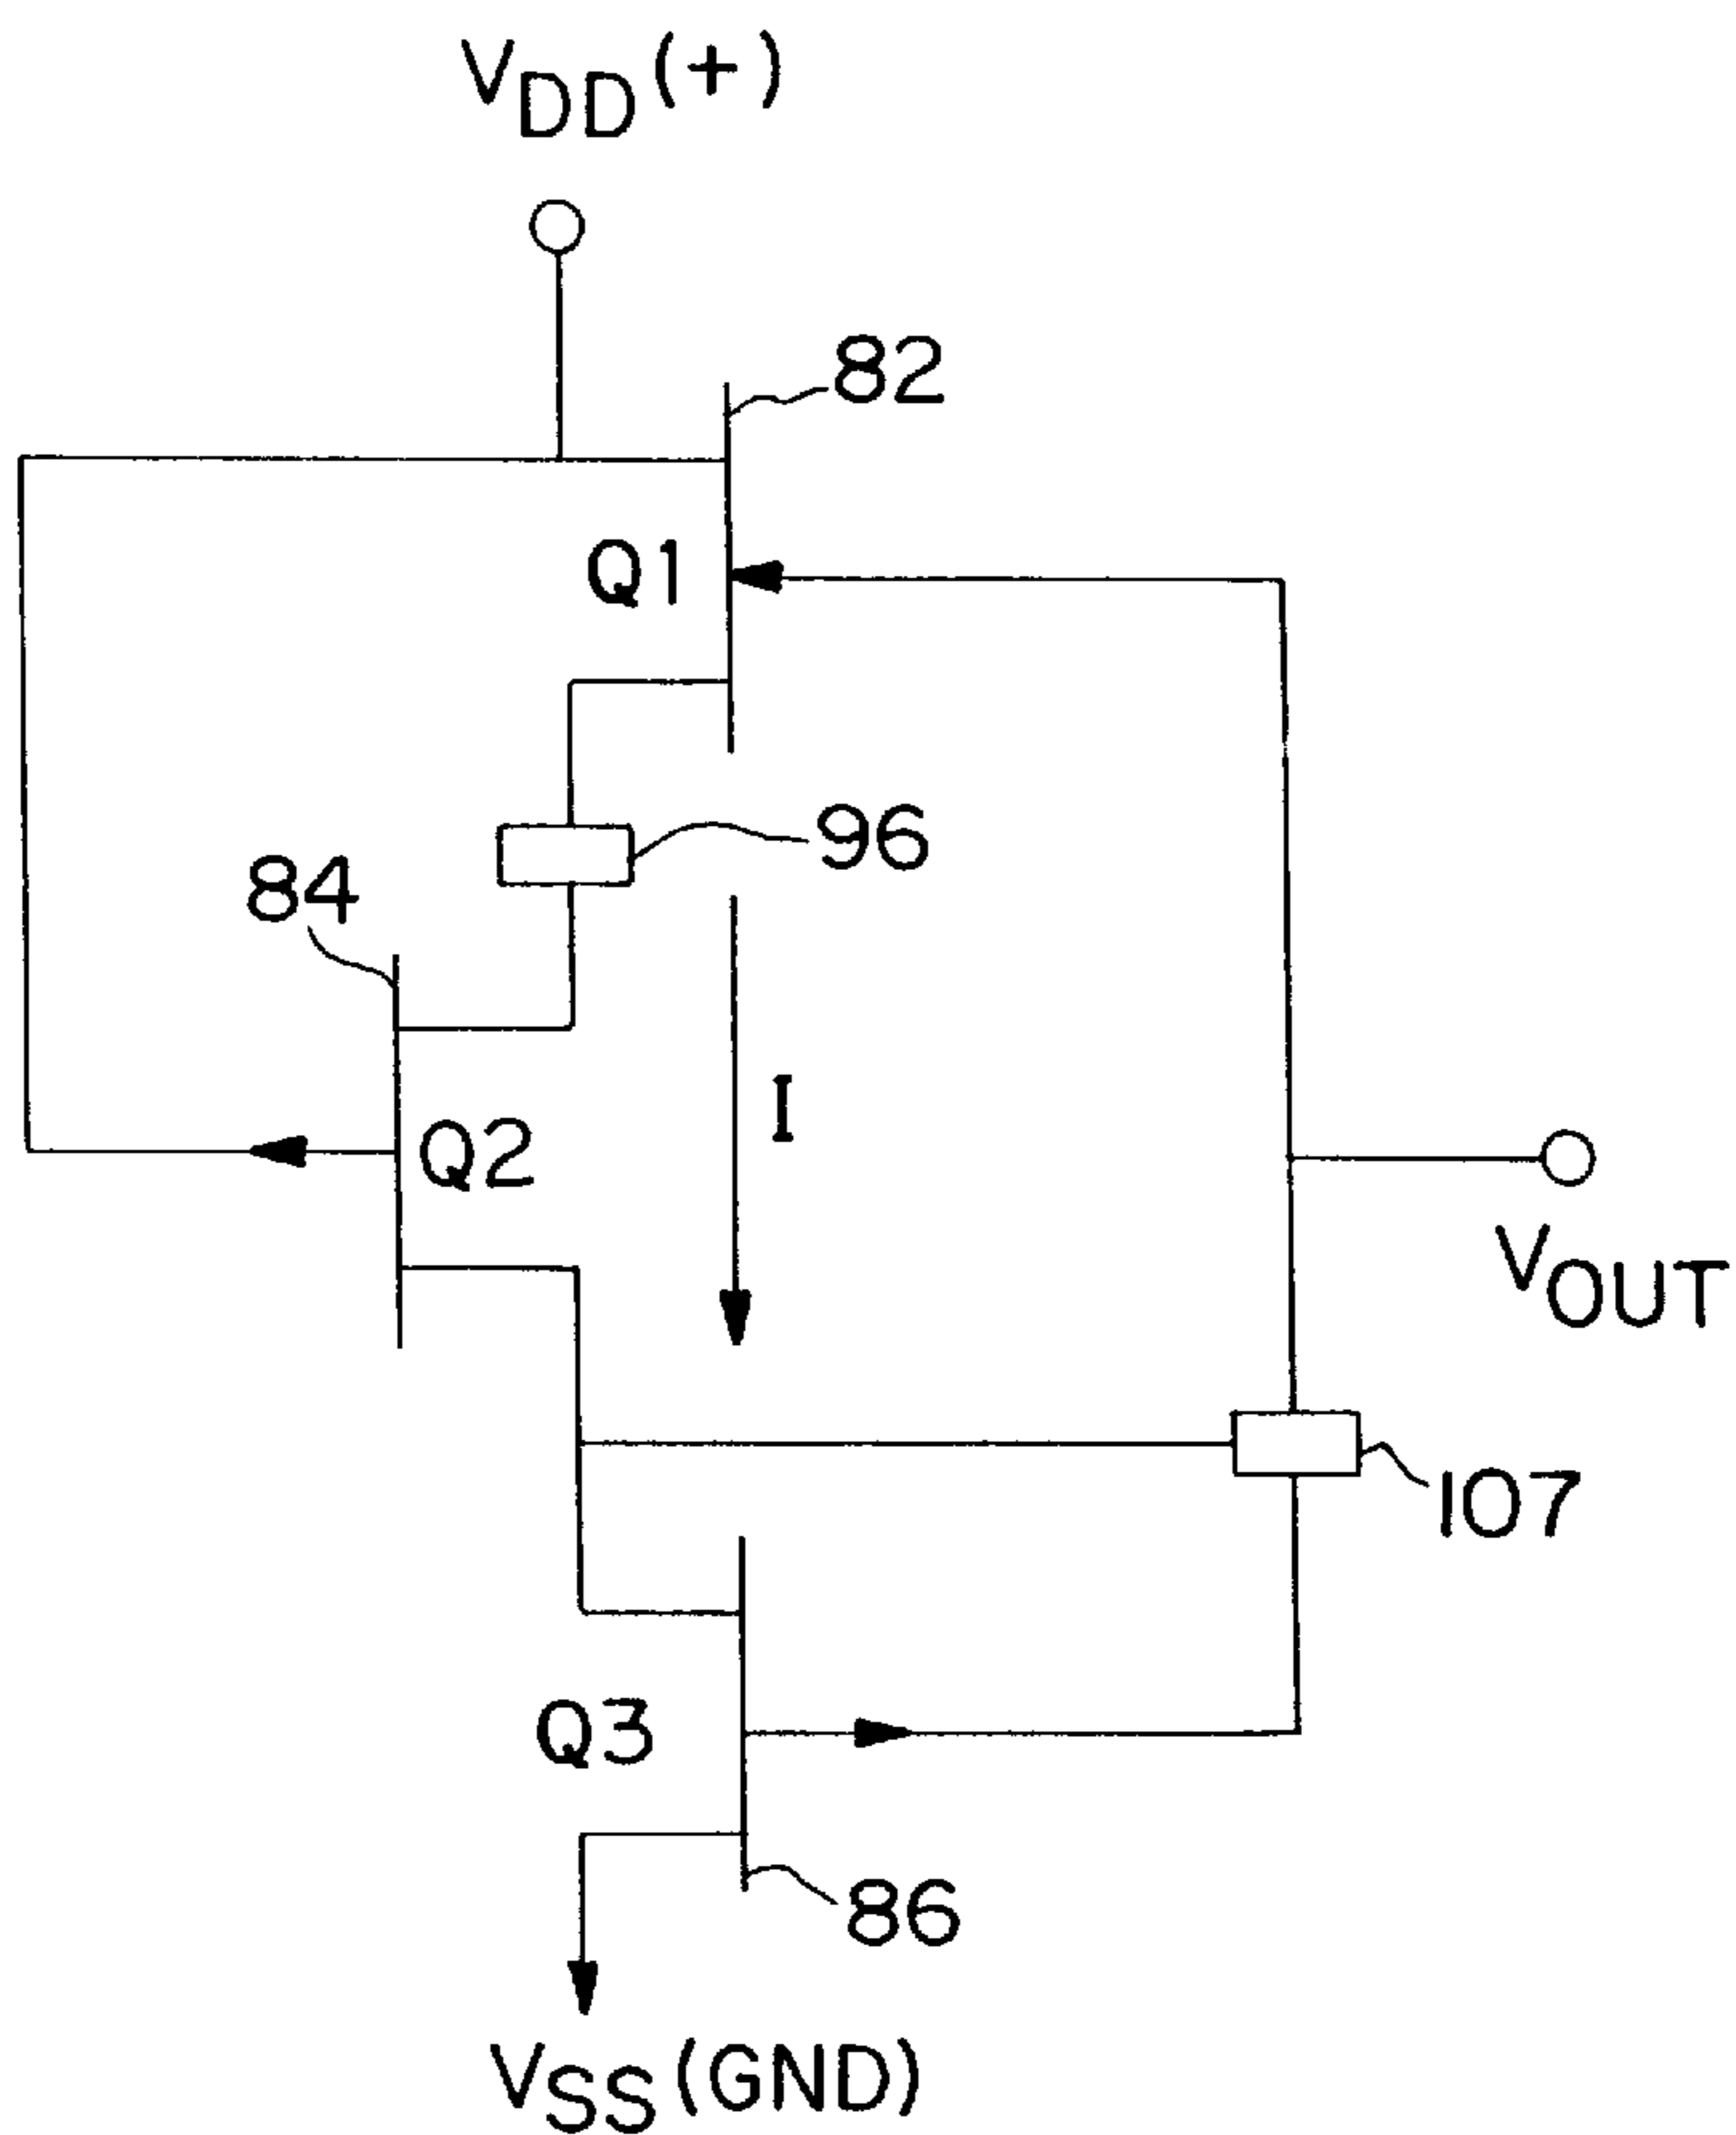 VDD(+)
82
Q1
96
84
I
Q2
VOUT
107
Q3
86
VSS(GND)